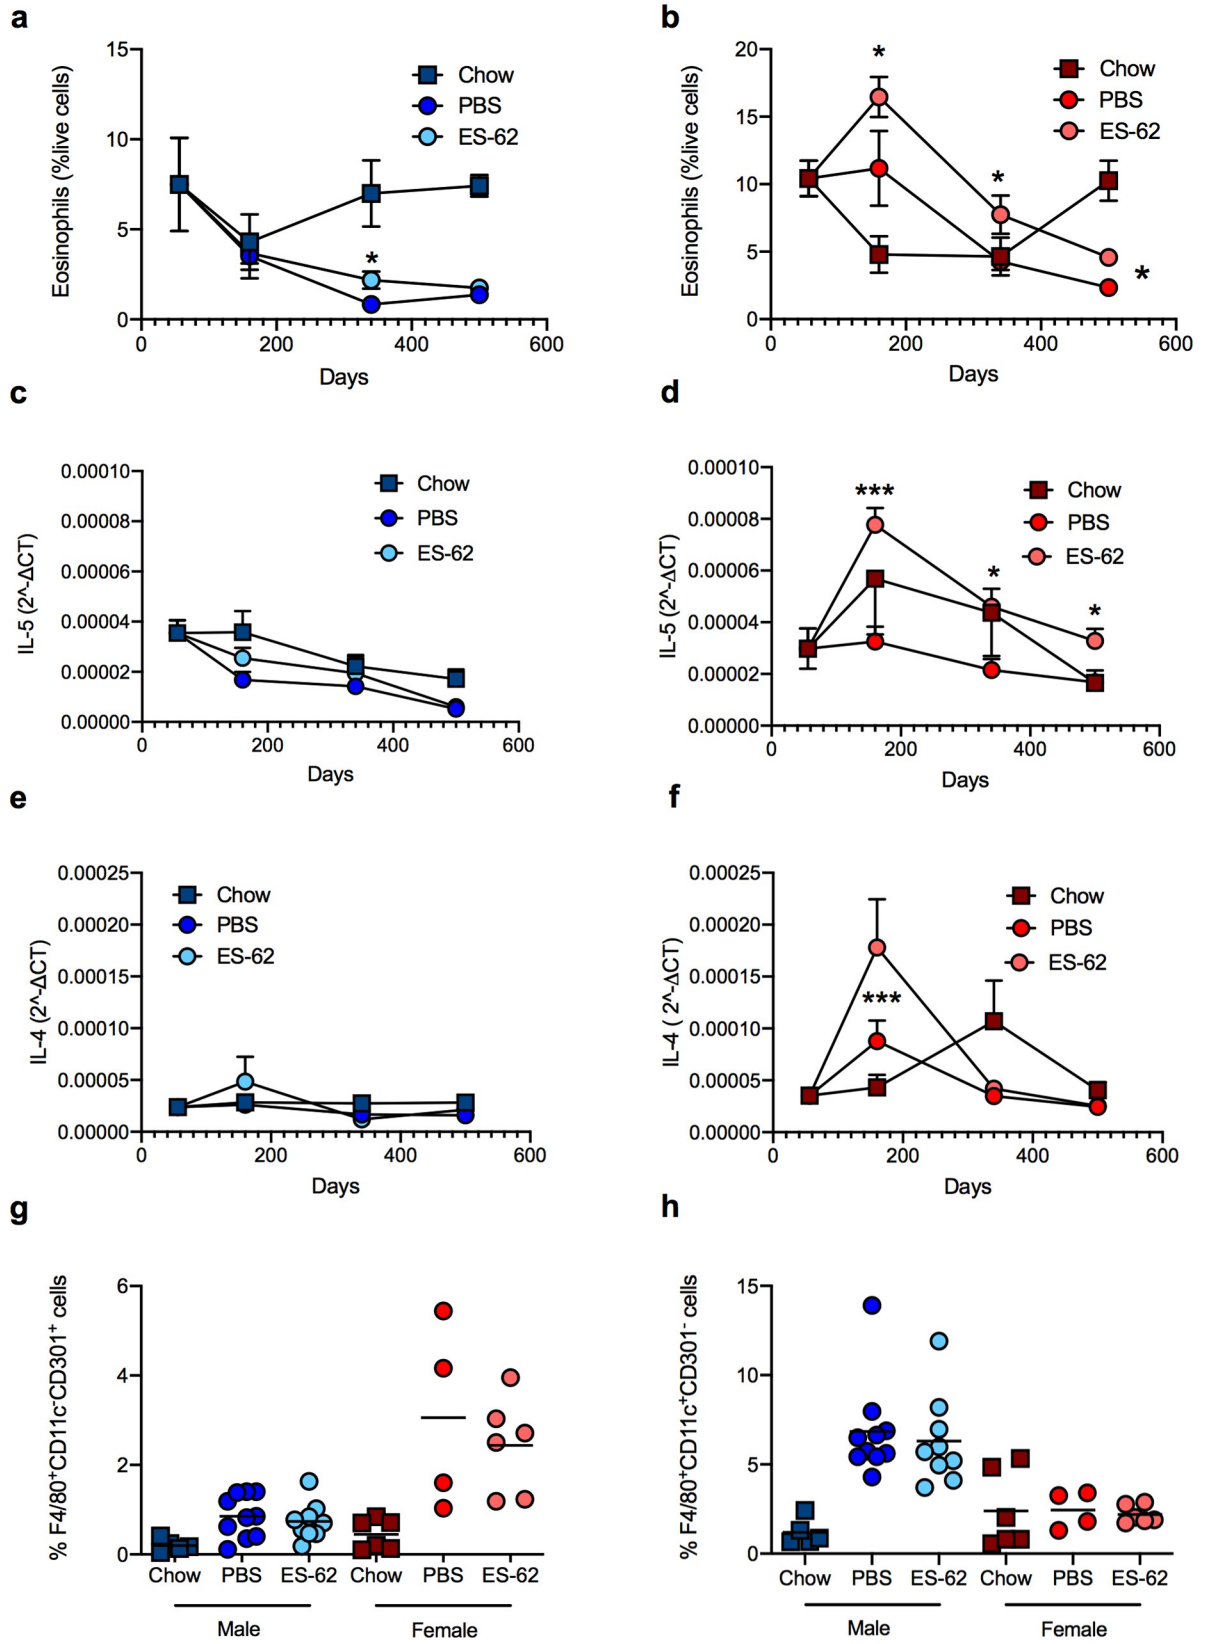 a
15
10
5
0
Eosinophils (%live cells)
*
Chow
PBS
ES-62
0 200 400 600
Days
b
20
15
10
5
0
Eosinophils (%live cells)
*
*
*
Chow
PBS
ES-62
0 200 400 600
Days
c
0.00010
0.00008
0.00006
0.00004
0.00002
0.00000
IL-5 (2^-ΔCT)
Chow
PBS
ES-62
0 200 400 600
Days
d
0.00010
0.00008
0.00006
0.00004
0.00002
0.00000
IL-5 (2^-ΔCT)
***
*
*
Chow
PBS
ES-62
0 200 400 600
Days
e
0.00025
0.00020
0.00015
0.00010
0.00005
0.00000
IL-4 (2^-ΔCT)
Chow
PBS
ES-62
0 200 400 600
Days
f
0.00025
0.00020
0.00015
0.00010
0.00005
0.00000
IL-4 ( 2^-ΔCT)
***
Chow
PBS
ES-62
0 200 400 600
Days
g
6
4
2
0
% F4/80⁺CD11c⁻CD301⁺ cells
Chow PBS ES-62 Chow PBS ES-62
Male Female
h
15
10
5
0
% F4/80⁺CD11c⁺CD301⁻ cells
Chow PBS ES-62 Chow PBS ES-62
Male Female